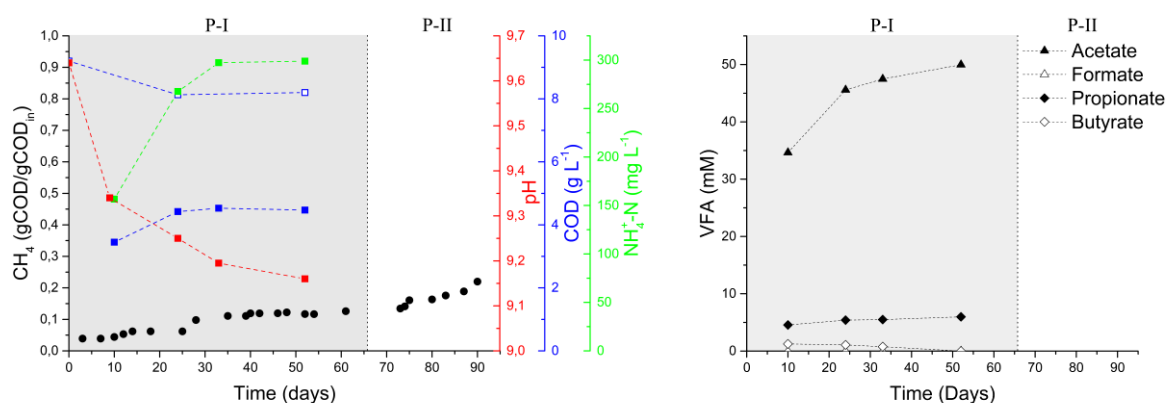 P-I
P-II
1,0
0,9
0,8
0,7
0,6
0,5
0,4
0,3
0,2
0,1
0,0
CH₄ (gCOD/gCODᵢₙ)
0 10 20 30 40 50 60 70 80 90
Time (days)
9,7
9,6
9,5
9,4
9,3
9,2
9,1
9,0
pH
10
8
6
4
2
0
COD (g L⁻¹)
300
250
200
150
100
50
0
NH₄⁺-N (mg L⁻¹)
P-I
P-II
50
40
30
20
10
0
VFA (mM)
0 10 20 30 40 50 60 70 80 90
Time (Days)
Acetate
Formate
Propionate
Butyrate